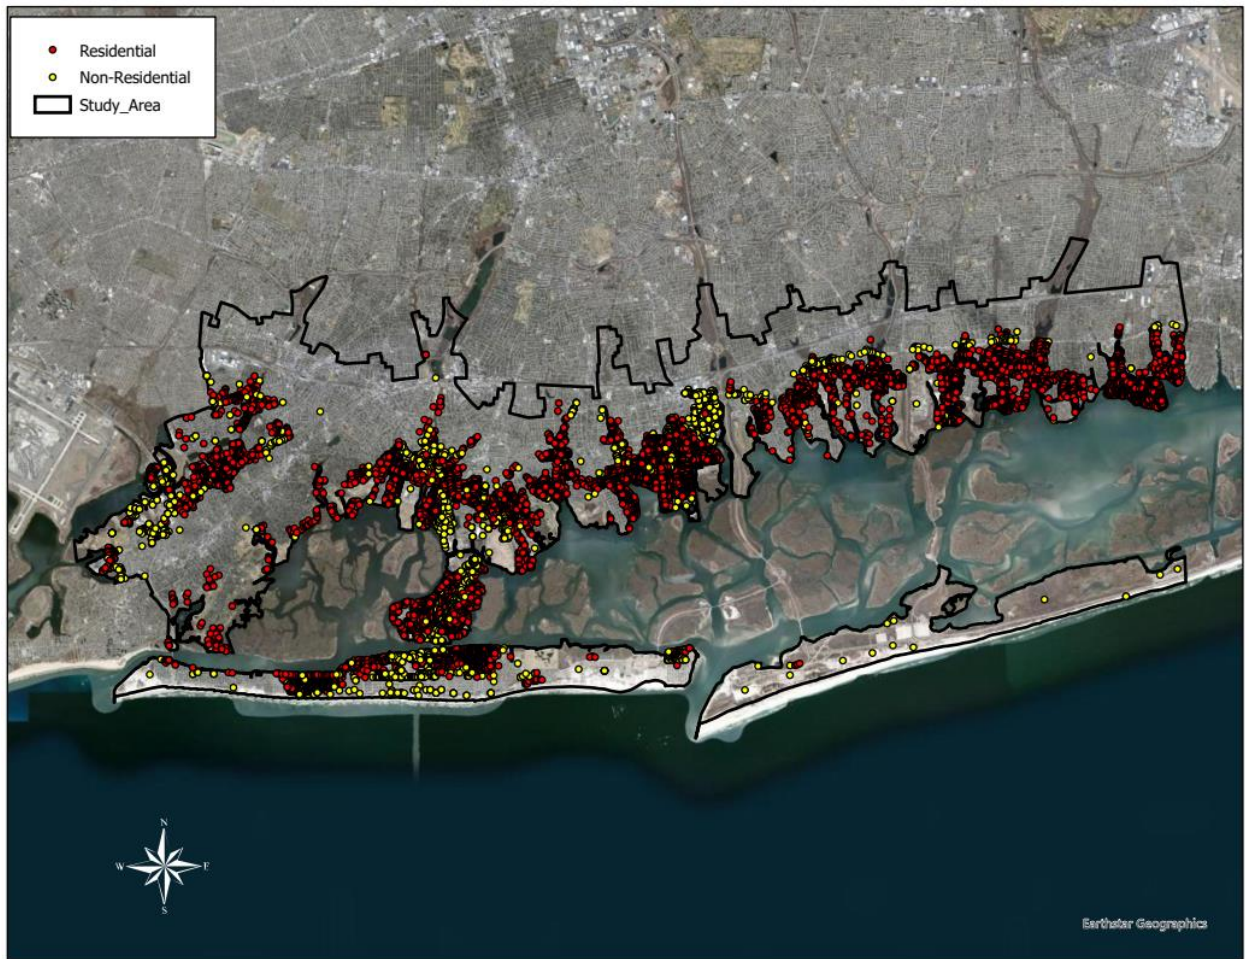 Residential
Non-Residential
Study_Area
N
W E
S
Earthstar Geographics